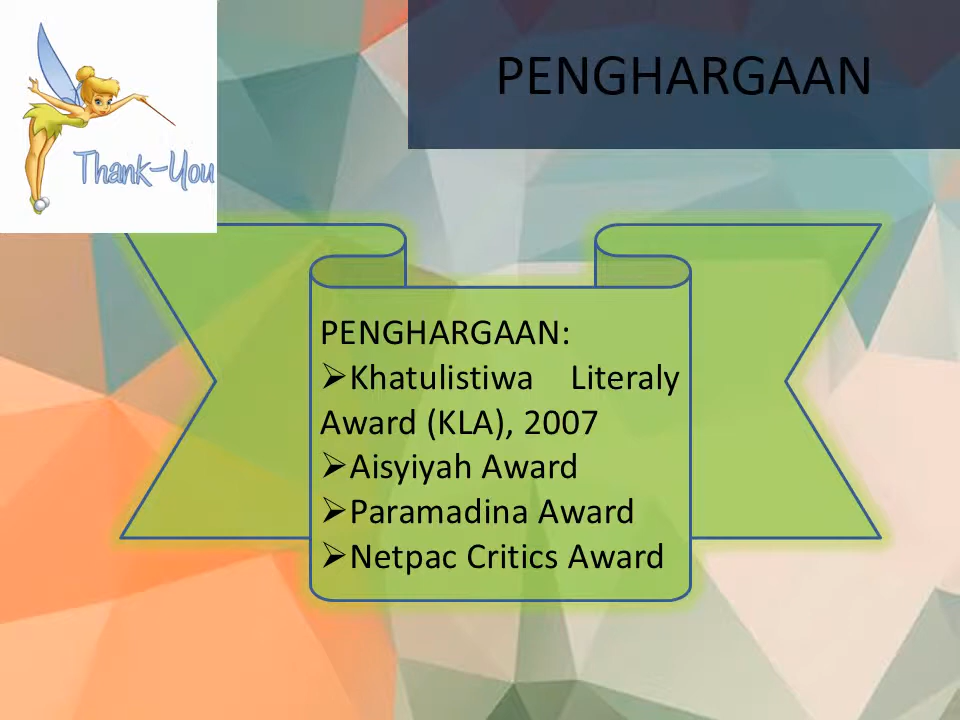 Thank-You
PENGHARGAAN
PENGHARGAAN:
➢Khatulistiwa Literaly
Award (KLA), 2007
➢Aisyiyah Award
➢Paramadina Award
➢Netpac Critics Award